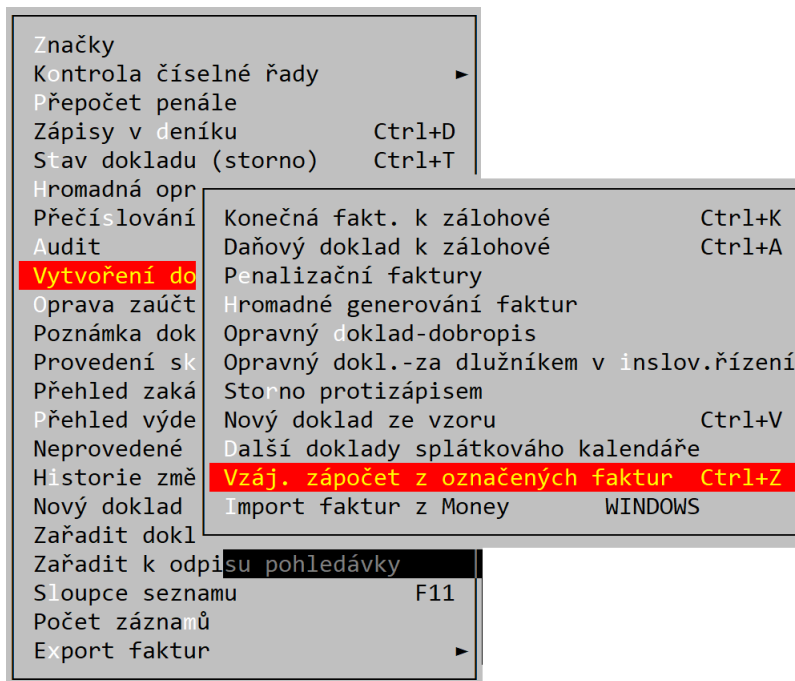 Značky
Kontrola číselné řady ►
Přepočet penále
Zápisy v deníku Ctrl+D
Stav dokladu (storno) Ctrl+T
Hromadná opr
Přečíslování
Audit
Vytvoření do
Oprava zaúčt
Poznámka dok
Provedení sk
Přehled zaká
Přehled výde
Neprovedené
Historie změ
Nový doklad
Zařadit dokl
Zařadit k odpisu pohledávky
Sloupce seznamu F11
Počet záznamů
Export faktur ►
Konečná fakt. k zálohové Ctrl+K
Daňový doklad k zálohové Ctrl+A
Penalizační faktury
Hromadné generování faktur
Opravný doklad-dobropis
Opravný dokl.-za dlužníkem v inslov.řízení
Storno protizápisem
Nový doklad ze vzoru Ctrl+V
Další doklady splátkováho kalendáře
Vzáj. zápočet z označených faktur Ctrl+Z
Import faktur z Money WINDOWS